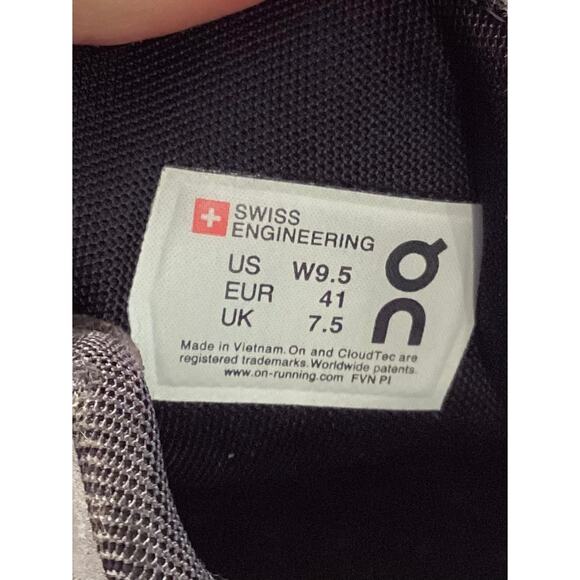 SWISS
ENGINEERING
US W9.5
EUR 41
UK 7.5
On
Made in Vietnam. On and CloudTec are
registered trademarks. Worldwide patents.
www.on-running.com FVN PI